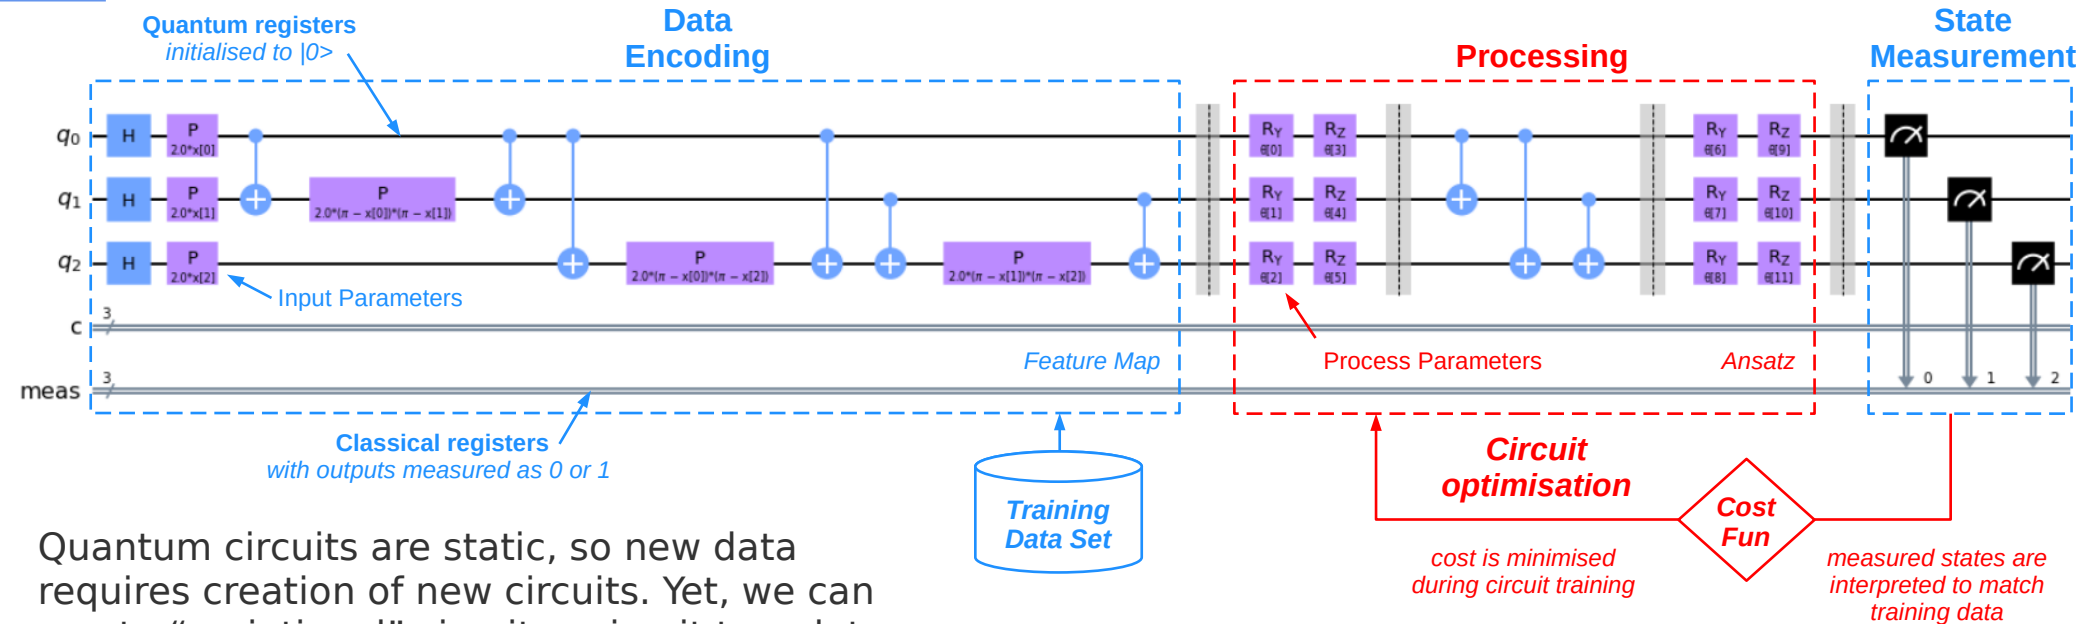 Quantum registers
initialised to |0>
Data
Encoding
Processing
State
Measurement
q0 H P 2.0*x[0] RY θ[0] RZ θ[3] RY θ[6] RZ θ[9]
q1 H P 2.0*x[1] P 2.0*(π − x[0])*(π − x[1]) RY θ[1] RZ θ[4] RY θ[7] RZ θ[10]
q2 H P 2.0*x[2] P 2.0*(π − x[0])*(π − x[2]) P 2.0*(π − x[1])*(π − x[2]) RY θ[2] RZ θ[5] RY θ[8] RZ θ[11]
Input Parameters
c 3
Feature Map
Process Parameters
Ansatz
meas 3 0 1 2
Classical registers
with outputs measured as 0 or 1
Training
Data Set
Circuit
optimisation
Cost
Fun
cost is minimised
during circuit training
measured states are
interpreted to match
training data
Quantum circuits are static, so new data
requires creation of new circuits. Yet, we can